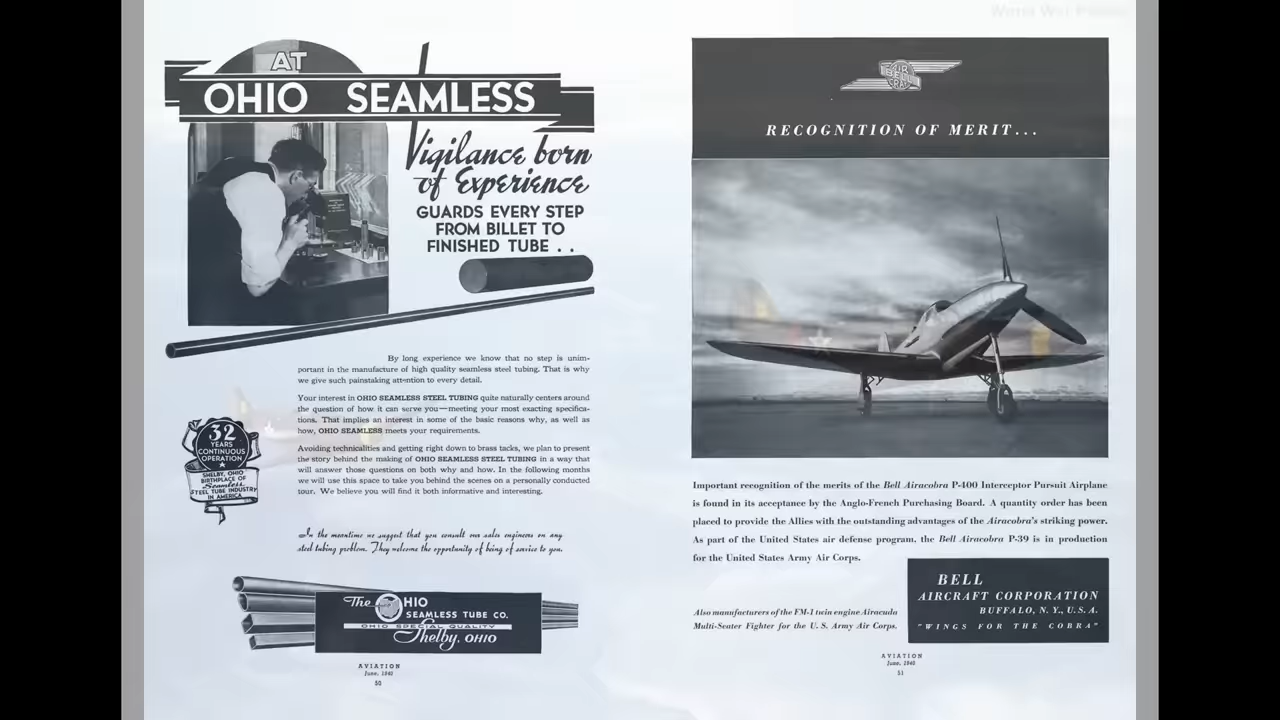 AT
OHIO SEAMLESS
Vigilance born
of Experience
GUARDS EVERY STEP
FROM BILLET TO
FINISHED TUBE . .
By long experience we know that no step is unim-
portant in the manufacture of high quality seamless steel tubing. That is why
we give such painstaking attention to every detail.
Your interest in OHIO SEAMLESS STEEL TUBING quite naturally centers around
the question of how it can serve you—meeting your most exacting specifica-
tions. That implies an interest in some of the basic reasons why, as well as
how, OHIO SEAMLESS meets your requirements.
Avoiding technicalities and getting right down to brass tacks, we plan to present
the story behind the making of OHIO SEAMLESS STEEL TUBING in a way that
will answer those questions on both why and how. In the following months
we will use this space to take you behind the scenes on a personally conducted
tour. We believe you will find it both informative and interesting.
32
YEARS
CONTINUOUS
OPERATION
SHELBY, OHIO
BIRTHPLACE OF
Seamless
STEEL TUBE INDUSTRY
IN AMERICA
In the meantime we suggest that you consult our sales engineers on any
steel tubing problem. They welcome the opportunity of being of service to you.
The OHIO
SEAMLESS TUBE CO.
OHIO SPECIAL QUALITY
Shelby, OHIO
AVIATION
June, 1940
50
AIR
BELL
CRAFT
RECOGNITION OF MERIT...
Important recognition of the merits of the Bell Airacobra P-400 Interceptor Pursuit Airplane
is found in its acceptance by the Anglo-French Purchasing Board. A quantity order has been
placed to provide the Allies with the outstanding advantages of the Airacobra's striking power.
As part of the United States air defense program, the Bell Airacobra P-39 is in production
for the United States Army Air Corps.
Also manufacturers of the FM-1 twin engine Airacuda
Multi-Seater Fighter for the U. S. Army Air Corps.
BELL
AIRCRAFT CORPORATION
BUFFALO, N. Y., U. S. A.
"WINGS FOR THE COBRA"
AVIATION
June, 1940
51